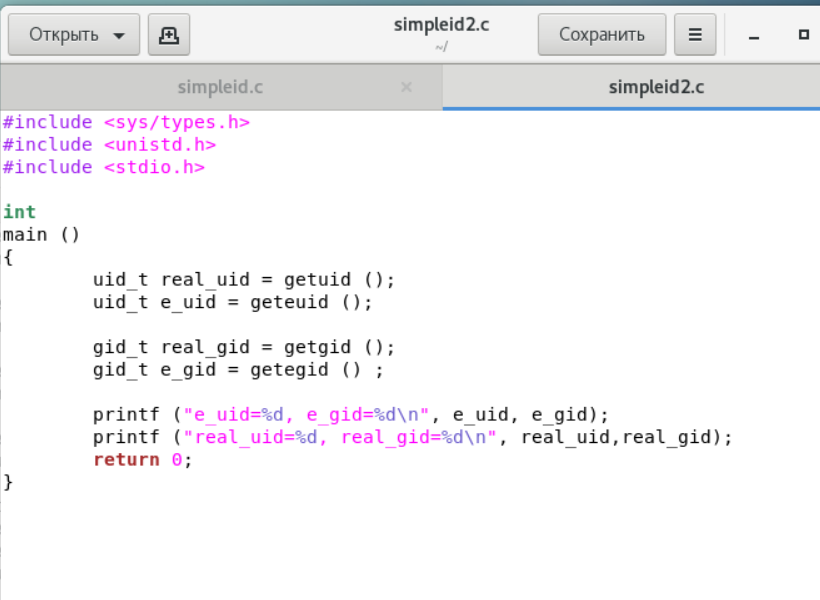 Открыть
simpleid2.c
~/
Сохранить
simpleid.c
simpleid2.c
#include <sys/types.h>
#include <unistd.h>
#include <stdio.h>
int
main ()
{
        uid_t real_uid = getuid ();
        uid_t e_uid = geteuid ();
        gid_t real_gid = getgid ();
        gid_t e_gid = getegid () ;
        printf ("e_uid=%d, e_gid=%d\n", e_uid, e_gid);
        printf ("real_uid=%d, real_gid=%d\n", real_uid,real_gid);
        return 0;
}